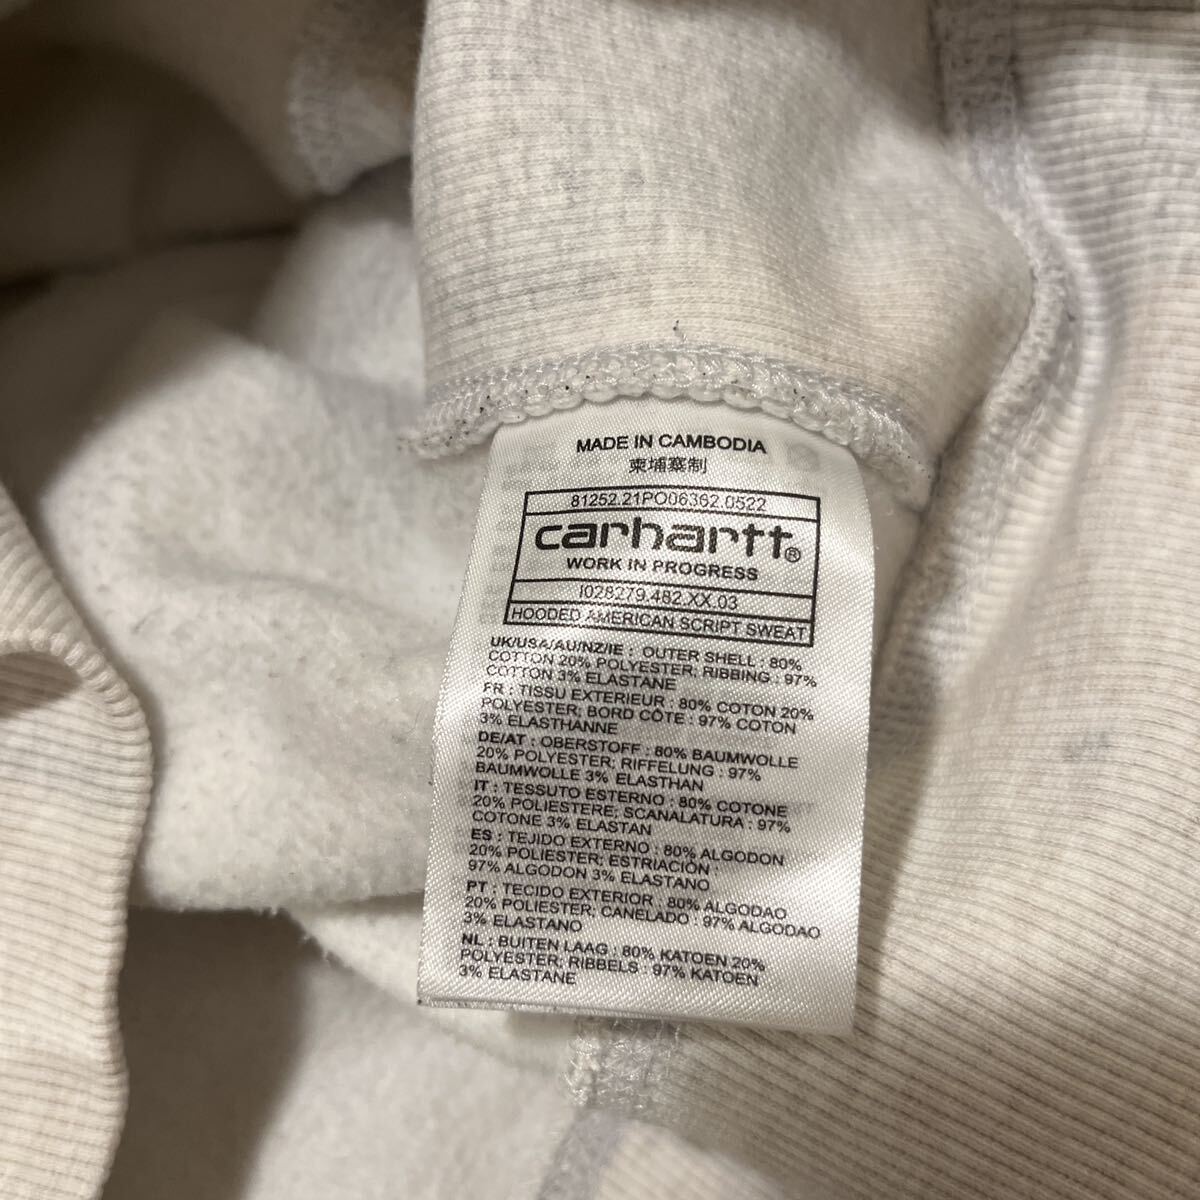 MADE IN CAMBODIA
柬埔寨制
81252.21PO06362.0522
carhartt®
WORK IN PROGRESS
I028279.482.XX.03
HOODED AMERICAN SCRIPT SWEAT
UK/USA/AU/NZ/IE : OUTER SHELL : 80%
COTTON 20% POLYESTER; RIBBING : 97%
COTTON 3% ELASTANE
FR : TISSU EXTERIEUR : 80% COTON 20%
POLYESTER; BORD CÔTE : 97% COTON
3% ELASTHANNE
DE/AT : OBERSTOFF : 80% BAUMWOLLE
20% POLYESTER; RIFFELUNG : 97%
BAUMWOLLE 3% ELASTHAN
IT : TESSUTO ESTERNO : 80% COTONE
20% POLIESTERE; SCANALATURA : 97%
COTONE 3% ELASTAN
ES : TEJIDO EXTERNO : 80% ALGODON
20% POLIESTER; ESTRIACIÓN :
97% ALGODON 3% ELASTANO
PT : TECIDO EXTERIOR : 80% ALGODAO
20% POLIESTER; CANELADO : 97% ALGODAO
3% ELASTANO
NL : BUITEN LAAG : 80% KATOEN 20%
POLYESTER; RIBBELS : 97% KATOEN
3% ELASTANE